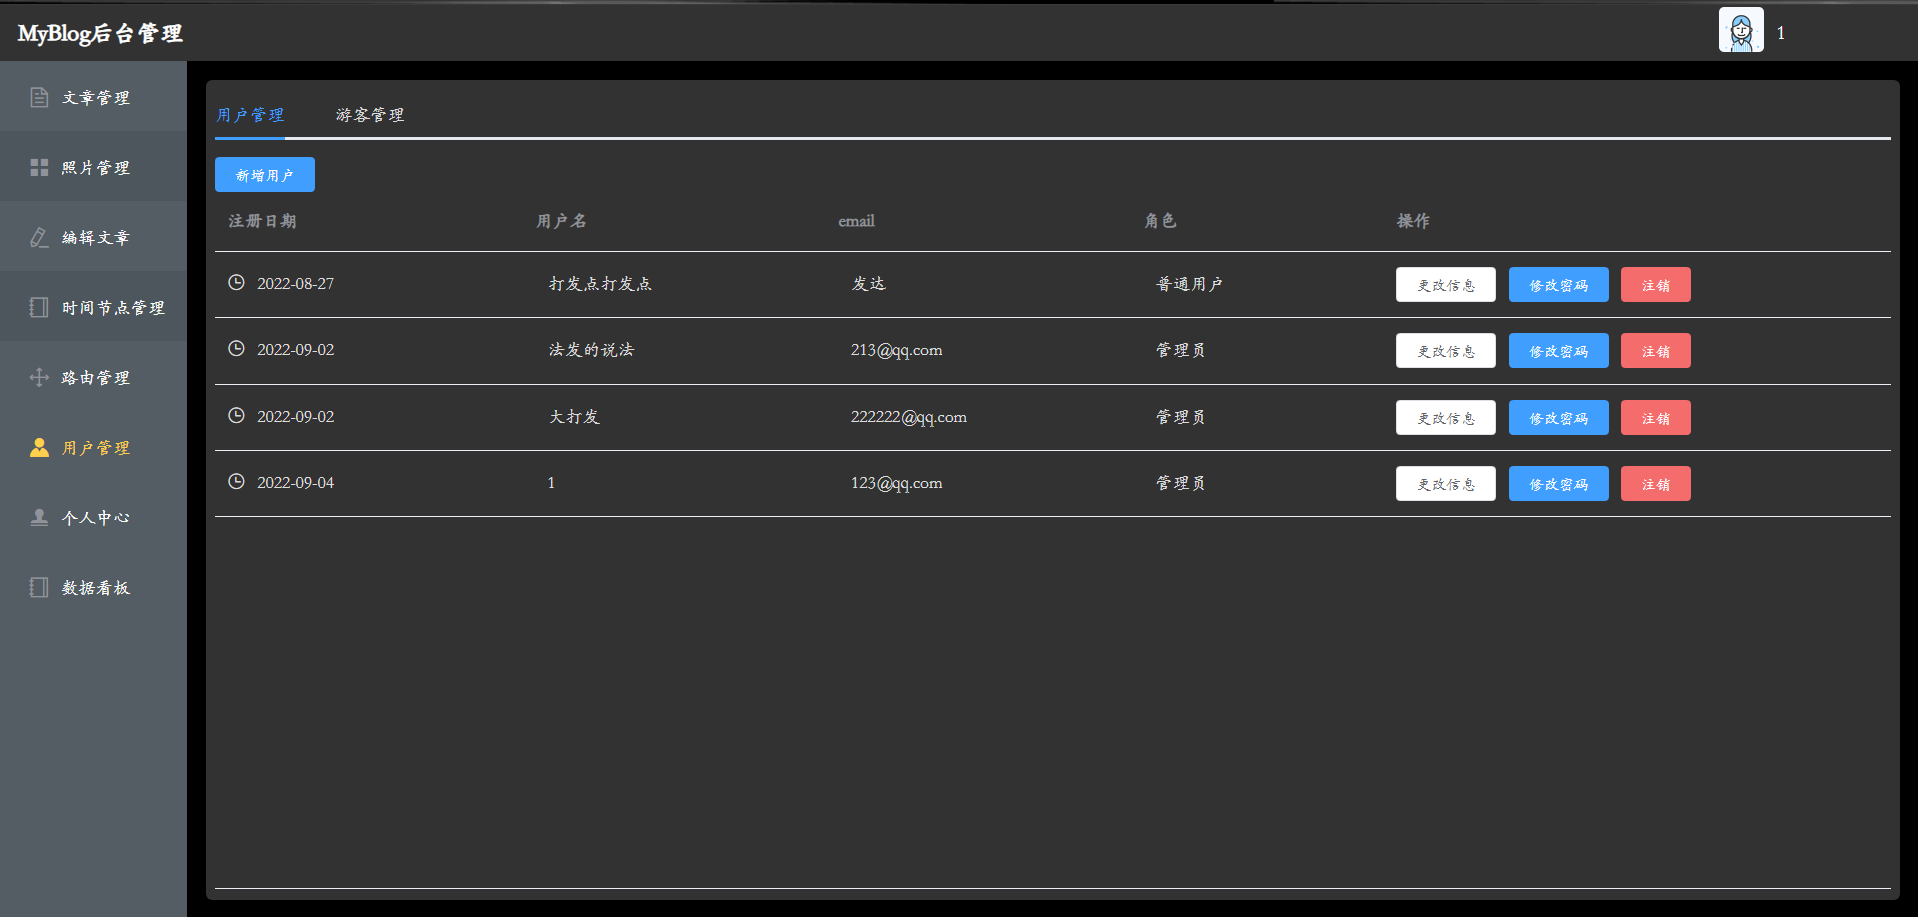 MyBlog后台管理
1
文章管理
照片管理
编辑文章
时间节点管理
路由管理
用户管理
个人中心
数据看板
用户管理 游客管理
新增用户
注册日期 用户名 email 角色 操作
2022-08-27 打发点打发点 发达 普通用户 更改信息 修改密码 注销
2022-09-02 法发的说法 213@qq.com 管理员 更改信息 修改密码 注销
2022-09-02 大打发 222222@qq.com 管理员 更改信息 修改密码 注销
2022-09-04 1 123@qq.com 管理员 更改信息 修改密码 注销